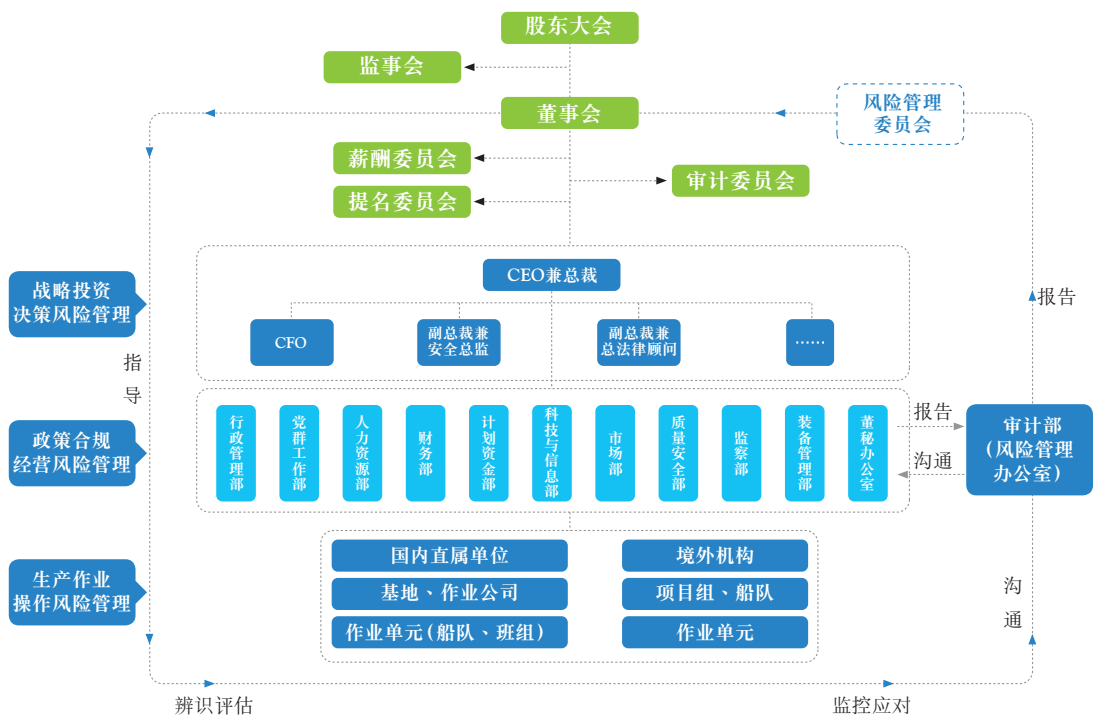 股东大会
监事会
董事会
风险管理
委员会
薪酬委员会
审计委员会
提名委员会
CEO兼总裁
CFO
副总裁兼
安全总监
副总裁兼
总法律顾问
……
战略投资
决策风险管理
指
导
报告
行政管理部
党群工作部
人力资源部
财务部
计划资金部
科技与信息部
市场部
质量安全部
监察部
装备管理部
董秘办公室
报告
沟通
审计部
(风险管理
办公室)
政策合规
经营风险管理
国内直属单位
境外机构
基地、作业公司
项目组、船队
作业单元(船队、班组)
作业单元
生产作业
操作风险管理
沟
通
辨识评估
监控应对